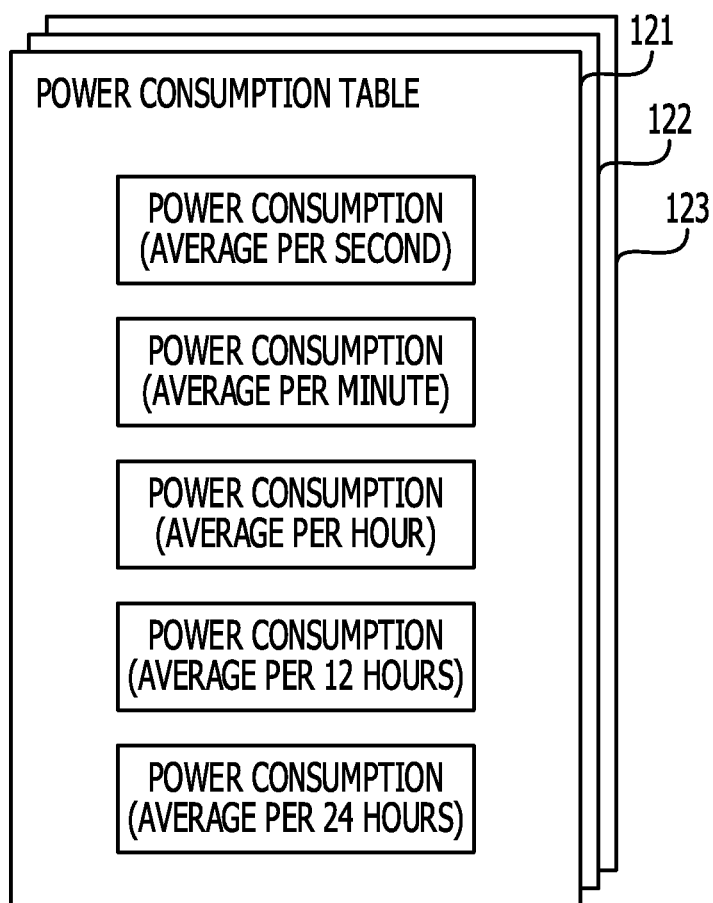 121
POWER CONSUMPTION TABLE
122
POWER CONSUMPTION
(AVERAGE PER SECOND)
123
POWER CONSUMPTION
(AVERAGE PER MINUTE)
POWER CONSUMPTION
(AVERAGE PER HOUR)
POWER CONSUMPTION
(AVERAGE PER 12 HOURS)
POWER CONSUMPTION
(AVERAGE PER 24 HOURS)